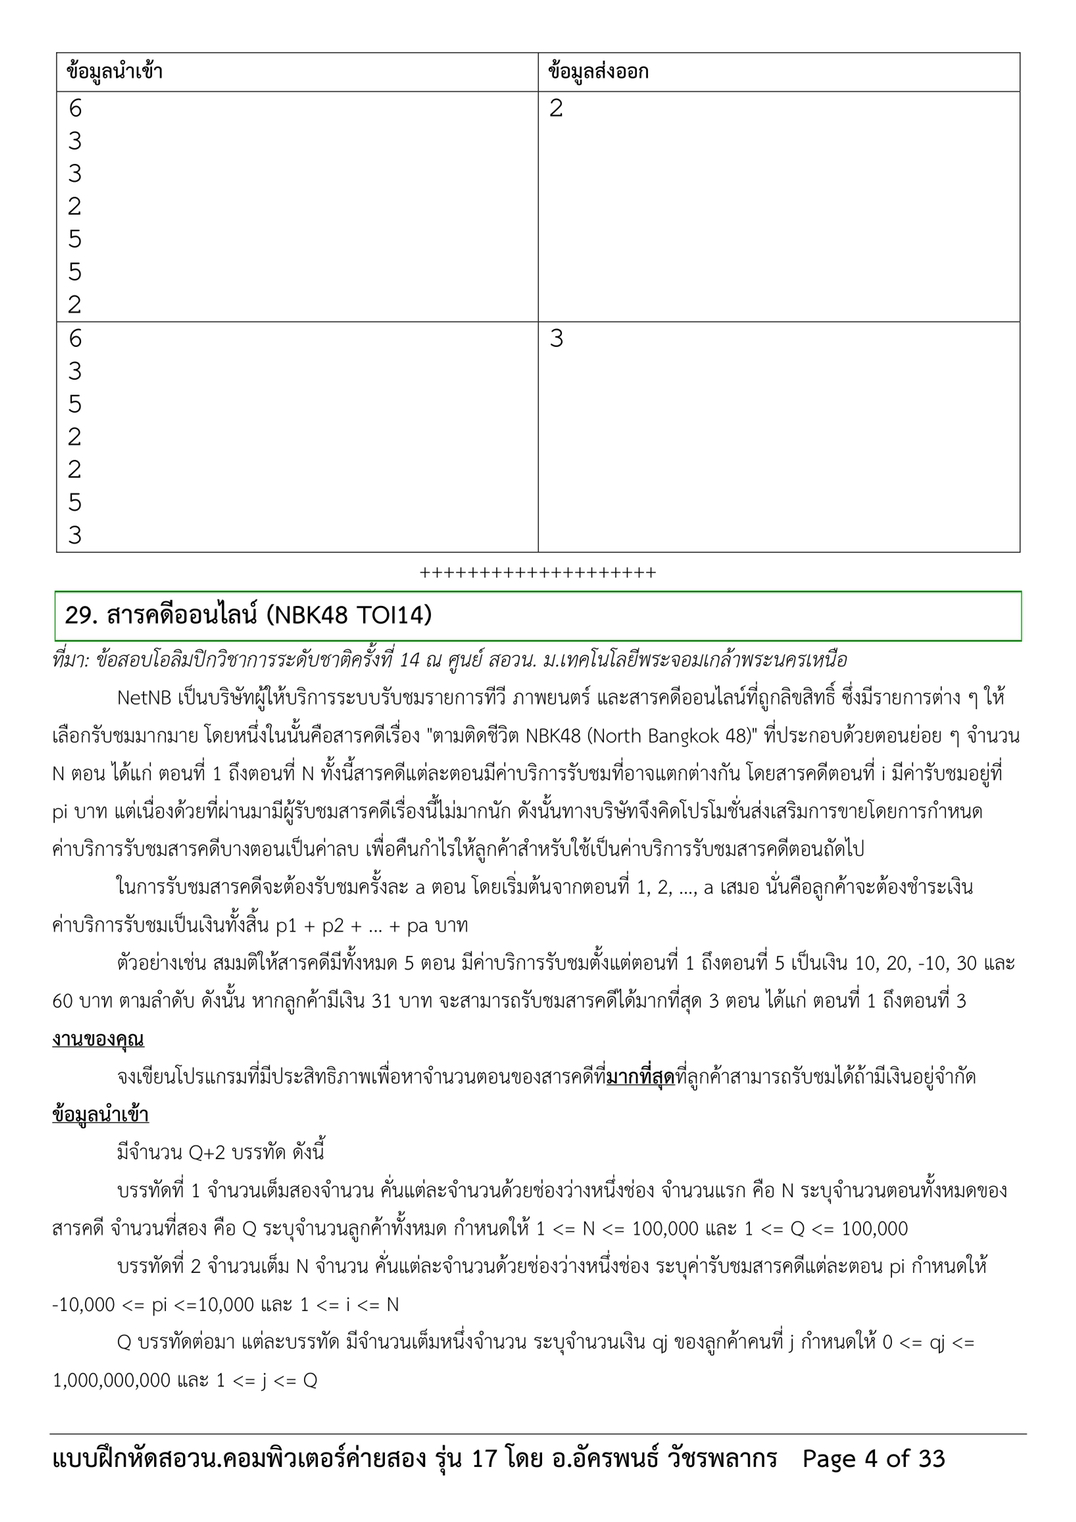 ข้อมูลนำเข้า
ข้อมูลส่งออก
6
3
3
2
5
5
2
2
6
3
5
2
2
5
3
3
++++++++++++++++++++
29. สารคดีออนไลน์ (NBK48 TOI14)
ที่มา: ข้อสอบโอลิมปิกวิชาการระดับชาติครั้งที่ 14 ณ ศูนย์ สอวน. ม.เทคโนโลยีพระจอมเกล้าพระนครเหนือ
NetNB เป็นบริษัทผู้ให้บริการระบบรับชมรายการทีวี ภาพยนตร์ และสารคดีออนไลน์ที่ถูกลิขสิทธิ์ ซึ่งมีรายการต่าง ๆ ให้
เลือกรับชมมากมาย โดยหนึ่งในนั้นคือสารคดีเรื่อง "ตามติดชีวิต NBK48 (North Bangkok 48)" ที่ประกอบด้วยตอนย่อย ๆ จำนวน
N ตอน ได้แก่ ตอนที่ 1 ถึงตอนที่ N ทั้งนี้สารคดีแต่ละตอนมีค่าบริการรับชมที่อาจแตกต่างกัน โดยสารคดีตอนที่ i มีค่ารับชมอยู่ที่
pi บาท แต่เนื่องด้วยที่ผ่านมามีผู้รับชมสารคดีเรื่องนี้ไม่มากนัก ดังนั้นทางบริษัทจึงคิดโปรโมชั่นส่งเสริมการขายโดยการกำหนด
ค่าบริการรับชมสารคดีบางตอนเป็นค่าลบ เพื่อคืนกำไรให้ลูกค้าสำหรับใช้เป็นค่าบริการรับชมสารคดีตอนถัดไป
ในการรับชมสารคดีจะต้องรับชมครั้งละ a ตอน โดยเริ่มต้นจากตอนที่ 1, 2, ..., a เสมอ นั่นคือลูกค้าจะต้องชำระเงิน
ค่าบริการรับชมเป็นเงินทั้งสิ้น p1 + p2 + ... + pa บาท
ตัวอย่างเช่น สมมติให้สารคดีมีทั้งหมด 5 ตอน มีค่าบริการรับชมตั้งแต่ตอนที่ 1 ถึงตอนที่ 5 เป็นเงิน 10, 20, -10, 30 และ
60 บาท ตามลำดับ ดังนั้น หากลูกค้ามีเงิน 31 บาท จะสามารถรับชมสารคดีได้มากที่สุด 3 ตอน ได้แก่ ตอนที่ 1 ถึงตอนที่ 3
งานของคุณ
จงเขียนโปรแกรมที่มีประสิทธิภาพเพื่อหาจำนวนตอนของสารคดีที่มากที่สุดที่ลูกค้าสามารถรับชมได้ถ้ามีเงินอยู่จำกัด
ข้อมูลนำเข้า
มีจำนวน Q+2 บรรทัด ดังนี้
บรรทัดที่ 1 จำนวนเต็มสองจำนวน คั่นแต่ละจำนวนด้วยช่องว่างหนึ่งช่อง จำนวนแรก คือ N ระบุจำนวนตอนทั้งหมดของ
สารคดี จำนวนที่สอง คือ Q ระบุจำนวนลูกค้าทั้งหมด กำหนดให้ 1 <= N <= 100,000 และ 1 <= Q <= 100,000
บรรทัดที่ 2 จำนวนเต็ม N จำนวน คั่นแต่ละจำนวนด้วยช่องว่างหนึ่งช่อง ระบุค่ารับชมสารคดีแต่ละตอน pi กำหนดให้
-10,000 <= pi <=10,000 และ 1 <= i <= N
Q บรรทัดต่อมา แต่ละบรรทัด มีจำนวนเต็มหนึ่งจำนวน ระบุจำนวนเงิน qj ของลูกค้าคนที่ j กำหนดให้ 0 <= qj <=
1,000,000,000 และ 1 <= j <= Q
แบบฝึกหัดสอวน.คอมพิวเตอร์ค่ายสอง รุ่น 17 โดย อ.อัครพนธ์ วัชรพลากร Page 4 of 33